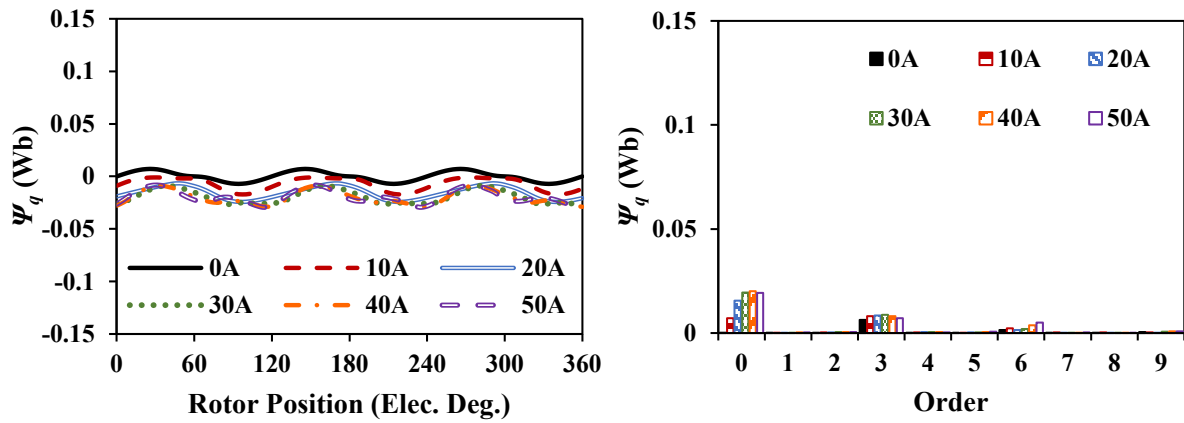 0.15
0.1
0.05
0
-0.05
-0.1
-0.15
Ψq (Wb)
0A 10A 20A
30A 40A 50A
0 60 120 180 240 300 360
Rotor Position (Elec. Deg.)
0.15
0.1
0.05
0
Ψq (Wb)
0A 10A 20A
30A 40A 50A
0 1 2 3 4 5 6 7 8 9
Order